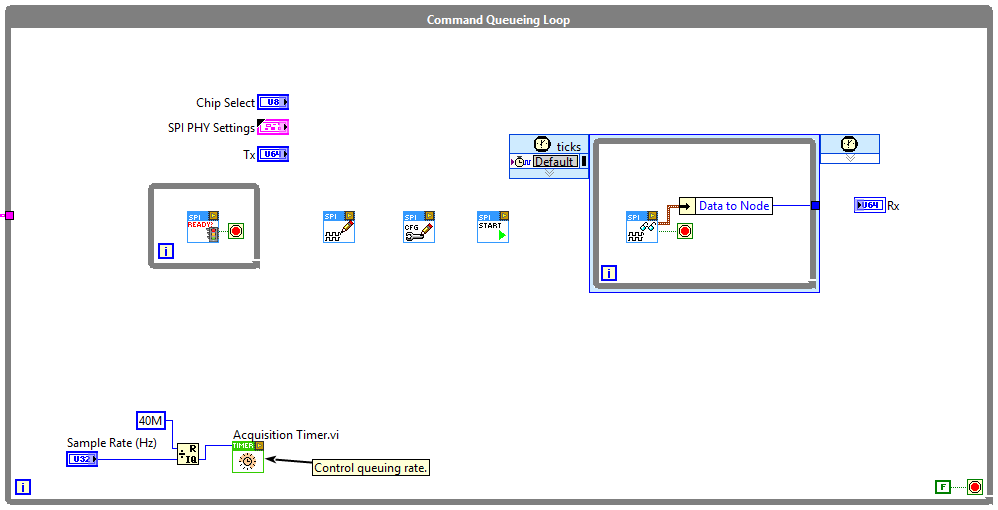 Command Queueing Loop
Chip Select U8
SPI PHY Settings
Tx U64
ticks
Default
SPI
READY
i
SPI
SPI
CFG
SPI
START
SPI
Data to Node
U64 Rx
i
40M
Sample Rate (Hz)
U32
R
IQ
Acquisition Timer.vi
TIMER
Control queuing rate.
i
F